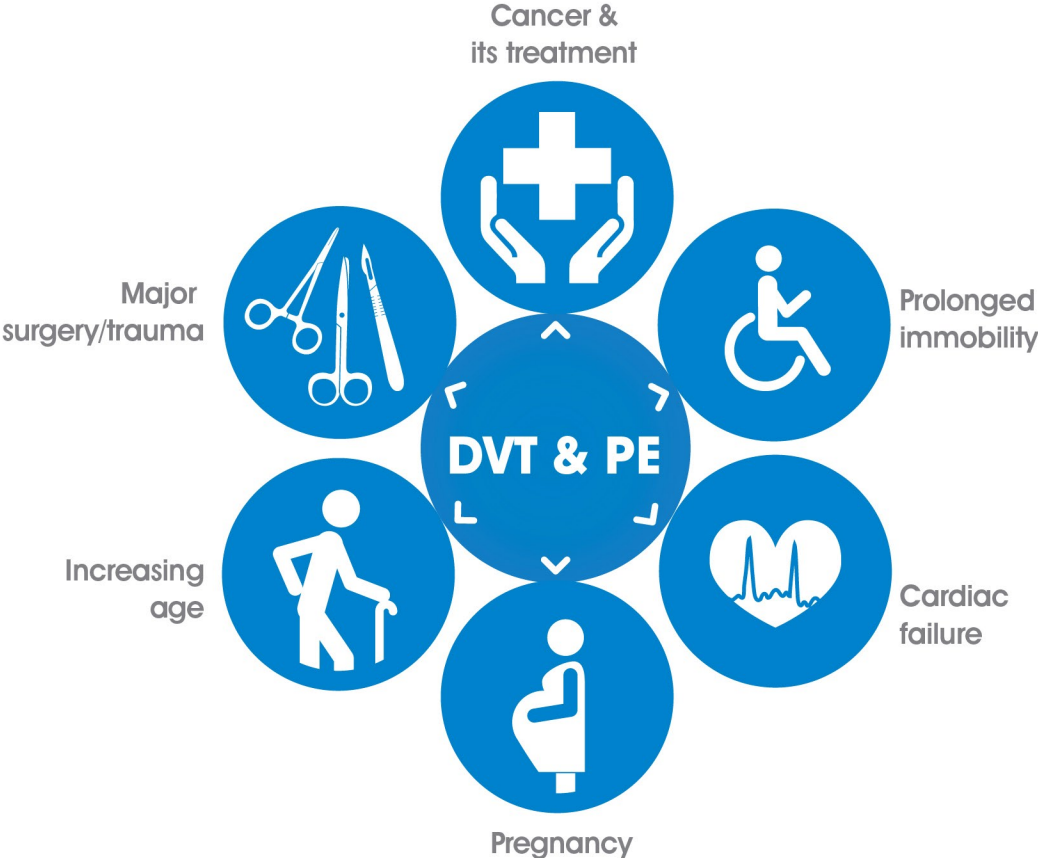 Cancer &
its treatment
Major
surgery/trauma
Prolonged
immobility
DVT & PE
Increasing
age
Cardiac
failure
Pregnancy